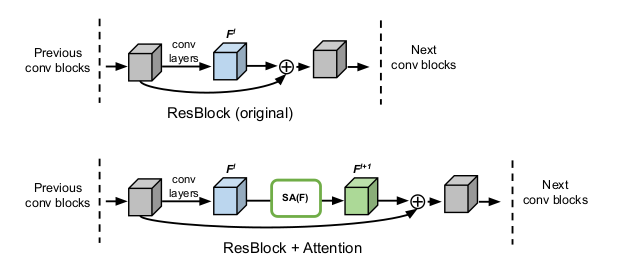 Previous
conv blocks
conv
layers
F^l
Next
conv blocks
ResBlock (original)
Previous
conv blocks
conv
layers
F^l
SA(F)
F^{l+1}
Next
conv blocks
ResBlock + Attention